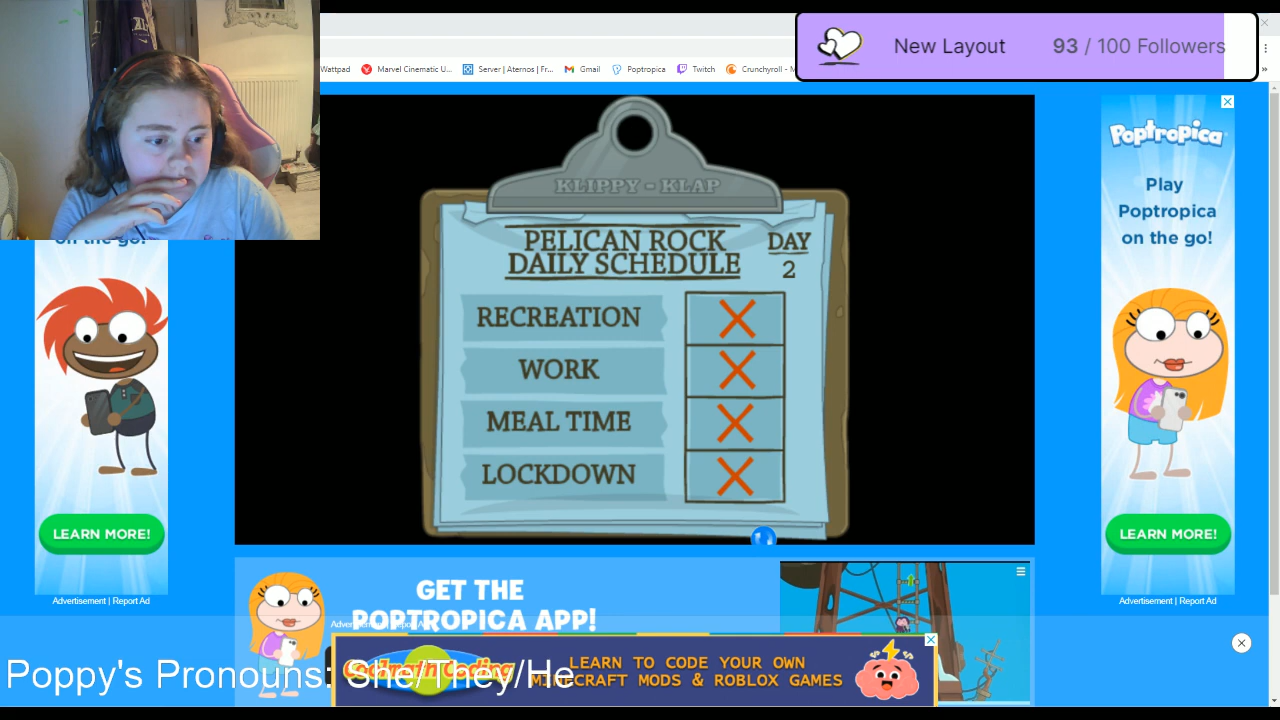 New Layout 93 / 100 Followers
Wattpad Marvel Cinematic U... Server | Aternos | Fr... Gmail Poptropica Twitch Crunchyroll - M
KLIPPY - KLAP
PELICAN ROCK
DAILY SCHEDULE
DAY
2
RECREATION
WORK
MEAL TIME
LOCKDOWN
on the go!
LEARN MORE!
Advertisement | Report Ad
Poptropica
Play
Poptropica
on the go!
LEARN MORE!
Advertisement | Report Ad
GET THE
POPTROPICA APP!
LEARN TO CODE YOUR OWN
MINECRAFT MODS & ROBLOX GAMES
Poppy's Pronouns: She/They/He